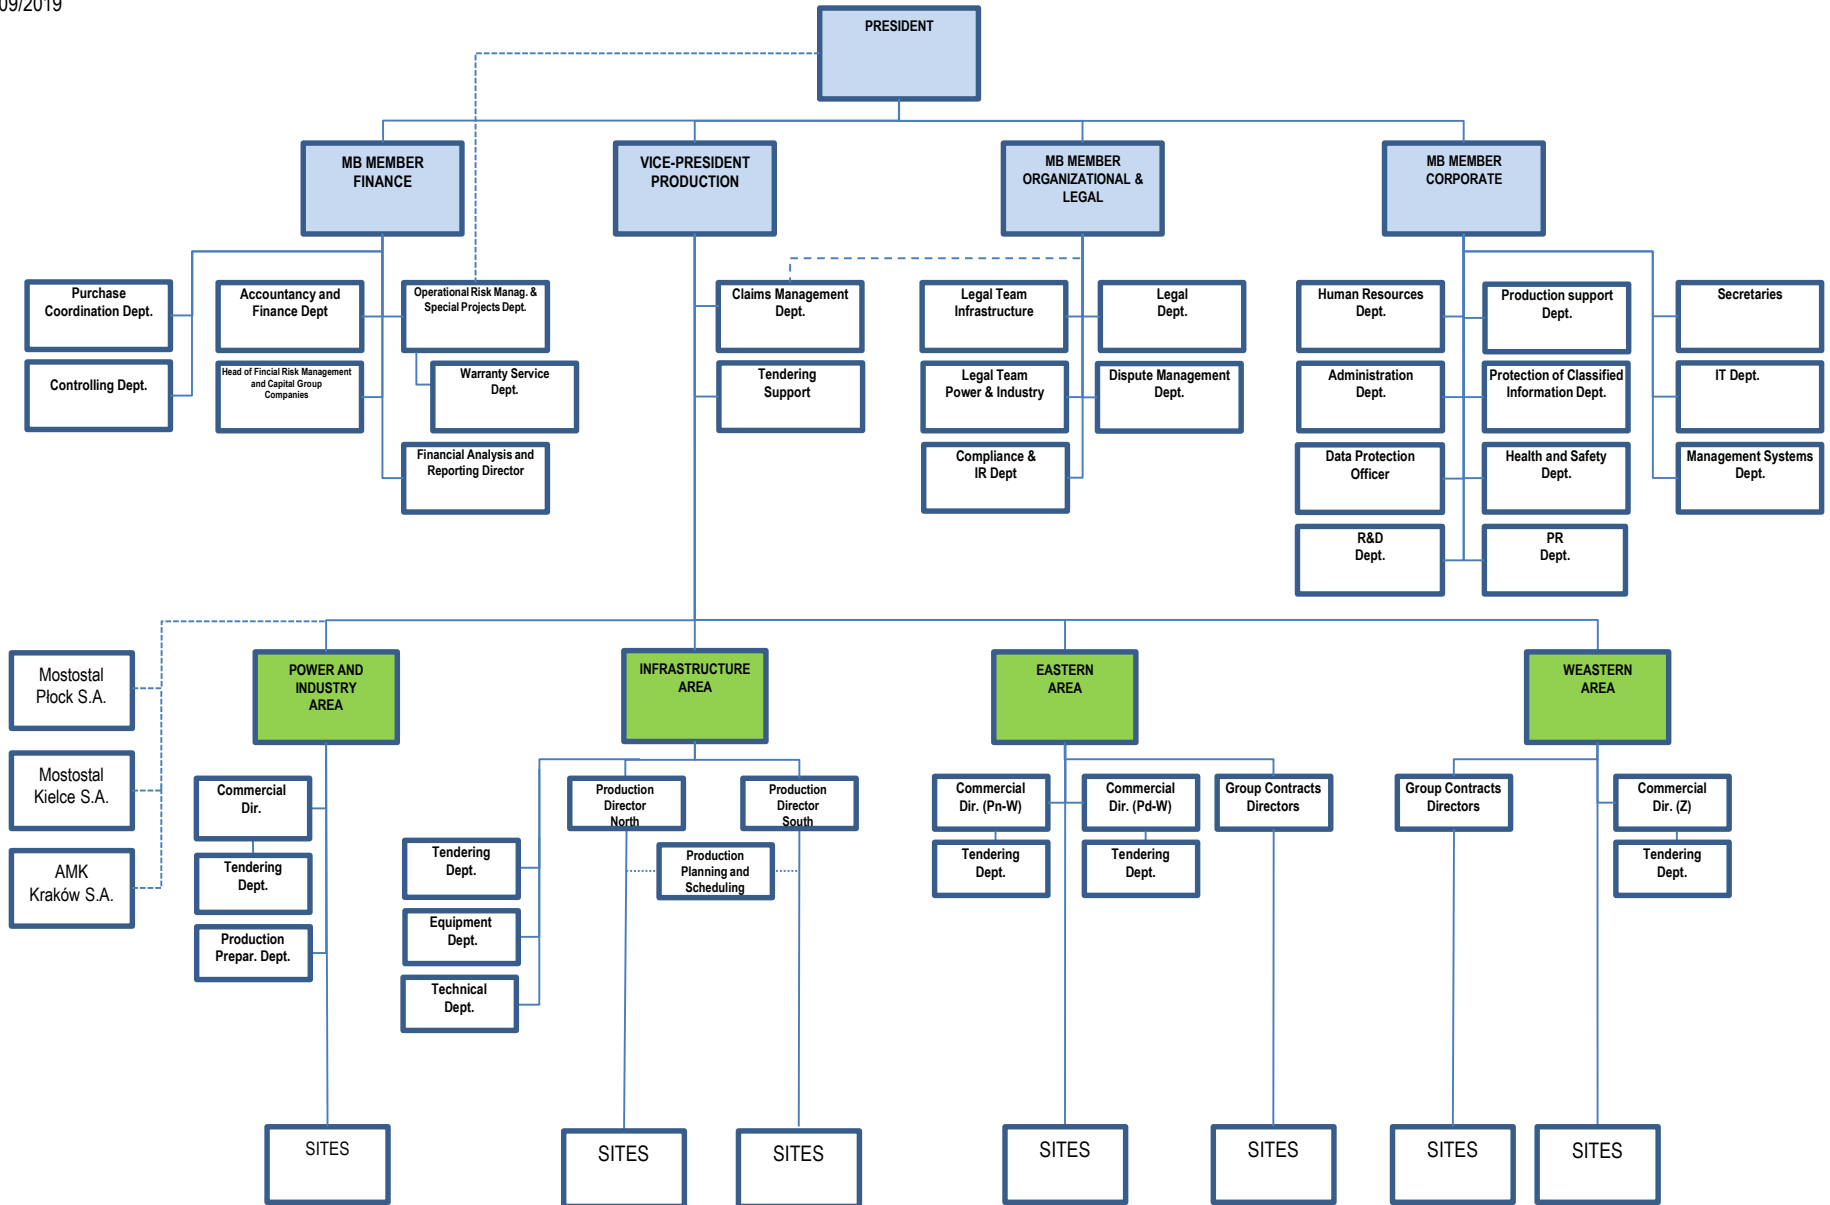 09/2019
PRESIDENT
MB MEMBER
FINANCE
VICE-PRESIDENT
PRODUCTION
MB MEMBER
ORGANIZATIONAL &
LEGAL
MB MEMBER
CORPORATE
Purchase
Coordination Dept.
Accountancy and
Finance Dept
Operational Risk Manag. &
Special Projects Dept.
Claims Management
Dept.
Legal Team
Infrastructure
Legal
Dept.
Human Resources
Dept.
Production support
Dept.
Secretaries
Controlling Dept.
Head of Fincial Risk Management
and Capital Group
Companies
Warranty Service
Dept.
Tendering
Support
Legal Team
Power & Industry
Dispute Management
Dept.
Administration
Dept.
Protection of Classified
Information Dept.
IT Dept.
Financial Analysis and
Reporting Director
Compliance &
IR Dept
Data Protection
Officer
Health and Safety
Dept.
Management Systems
Dept.
R&D
Dept.
PR
Dept.
Mostostal
Płock S.A.
POWER AND
INDUSTRY
AREA
INFRASTRUCTURE
AREA
EASTERN
AREA
WEASTERN
AREA
Mostostal
Kielce S.A.
Commercial
Dir.
Production
Director
North
Production
Director
South
Commercial
Dir. (Pn-W)
Commercial
Dir. (Pd-W)
Group Contracts
Directors
Group Contracts
Directors
Commercial
Dir. (Z)
AMK
Kraków S.A.
Tendering
Dept.
Tendering
Dept.
Production
Planning and
Scheduling
Tendering
Dept.
Tendering
Dept.
Tendering
Dept.
Production
Prepar. Dept.
Equipment
Dept.
Technical
Dept.
SITES
SITES
SITES
SITES
SITES
SITES
SITES